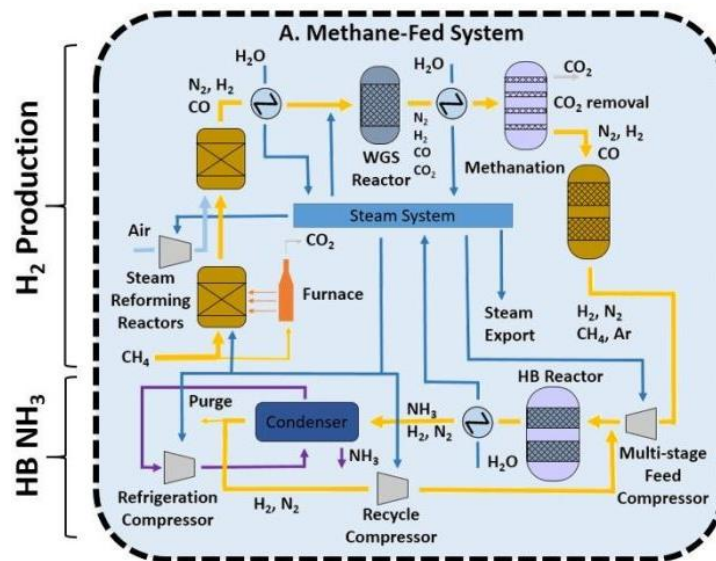 A. Methane-Fed System
H₂ Production
HB NH₃
H₂O
H₂O
CO₂
N₂, H₂
CO
CO₂ removal
N₂
H₂
CO
CO₂
WGS
Reactor
Methanation
N₂, H₂
CO
Steam System
Air
CO₂
Steam
Reforming
Reactors
Furnace
Steam
Export
H₂, N₂
CH₄, Ar
CH₄
HB Reactor
Purge
Condenser
NH₃
H₂, N₂
NH₃
H₂O
Multi-stage
Feed
Compressor
Refrigeration
Compressor
H₂, N₂
Recycle
Compressor